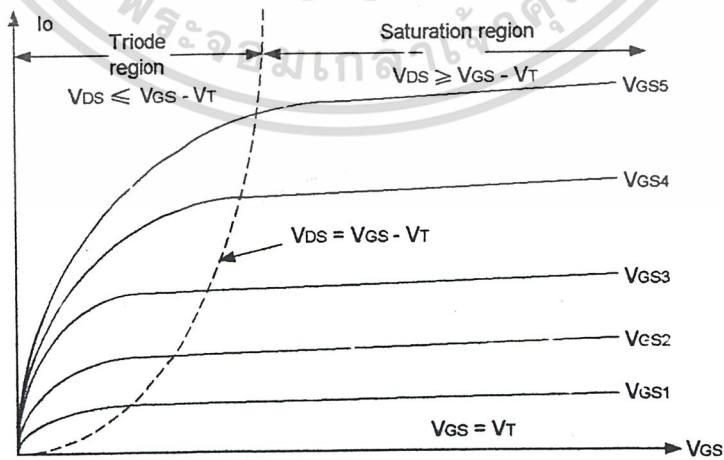 Io
Triode
region
VDS ≤ VGS - VT
Saturation region
VDS ≥ VGS - VT
VGS5
VGS4
VDS = VGS - VT
VGS3
VGS2
VGS1
VGS = VT
VGS